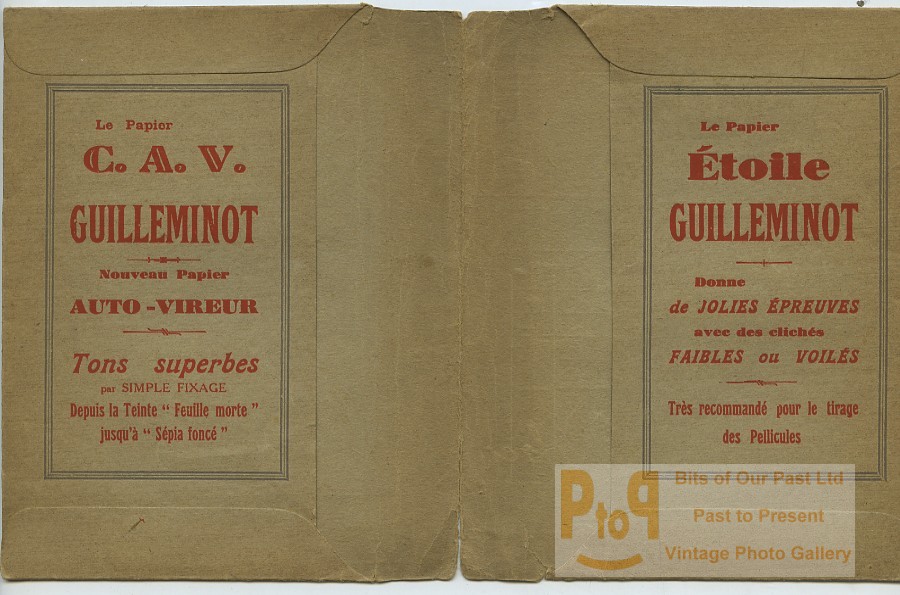 Le Papier
C. A. V.
GUILLEMINOT
Nouveau Papier
AUTO-VIREUR
Tons superbes
par SIMPLE FIXAGE
Depuis la Teinte “ Feuille morte ”
jusqu'à “ Sépia foncé ”
Le Papier
Étoile
GUILLEMINOT
Donne
de JOLIES ÉPREUVES
avec des clichés
FAIBLES ou VOILÉS
Très recommandé pour le tirage
des Pellicules
PtoP
Bits of Our Past Ltd
Past to Present
Vintage Photo Gallery